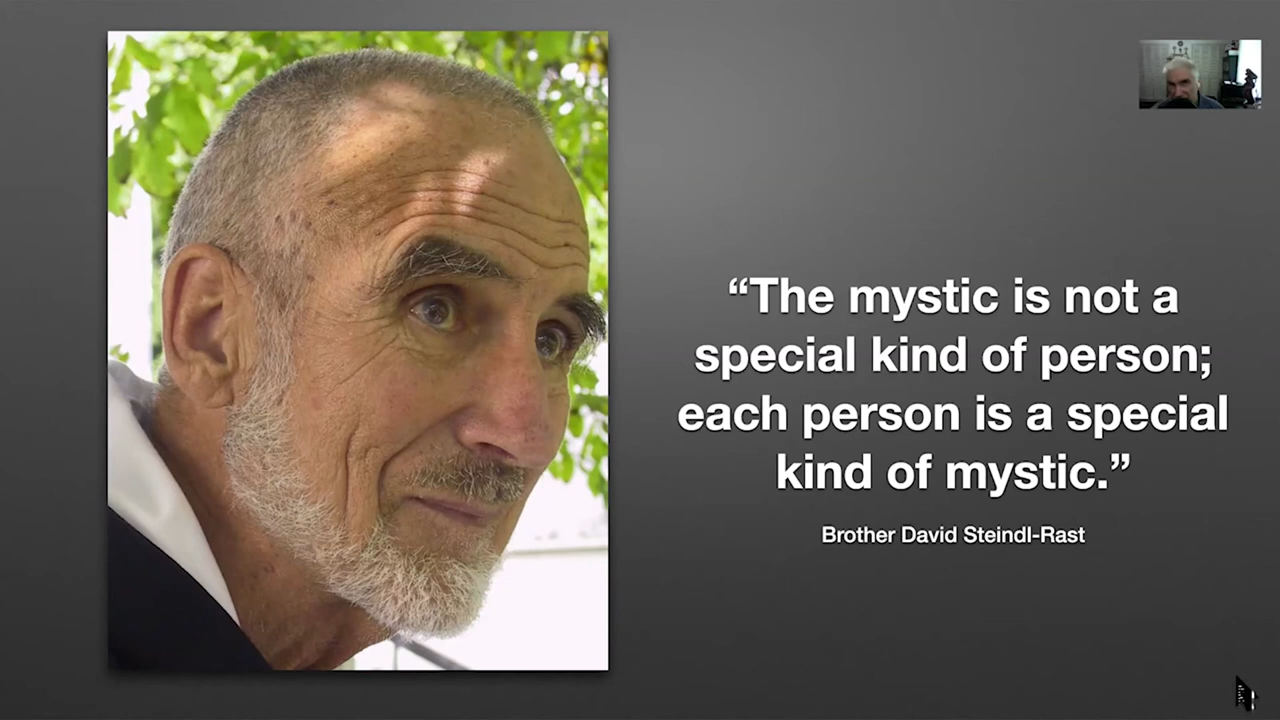 “The mystic is not a
special kind of person;
each person is a special
kind of mystic.”
Brother David Steindl-Rast